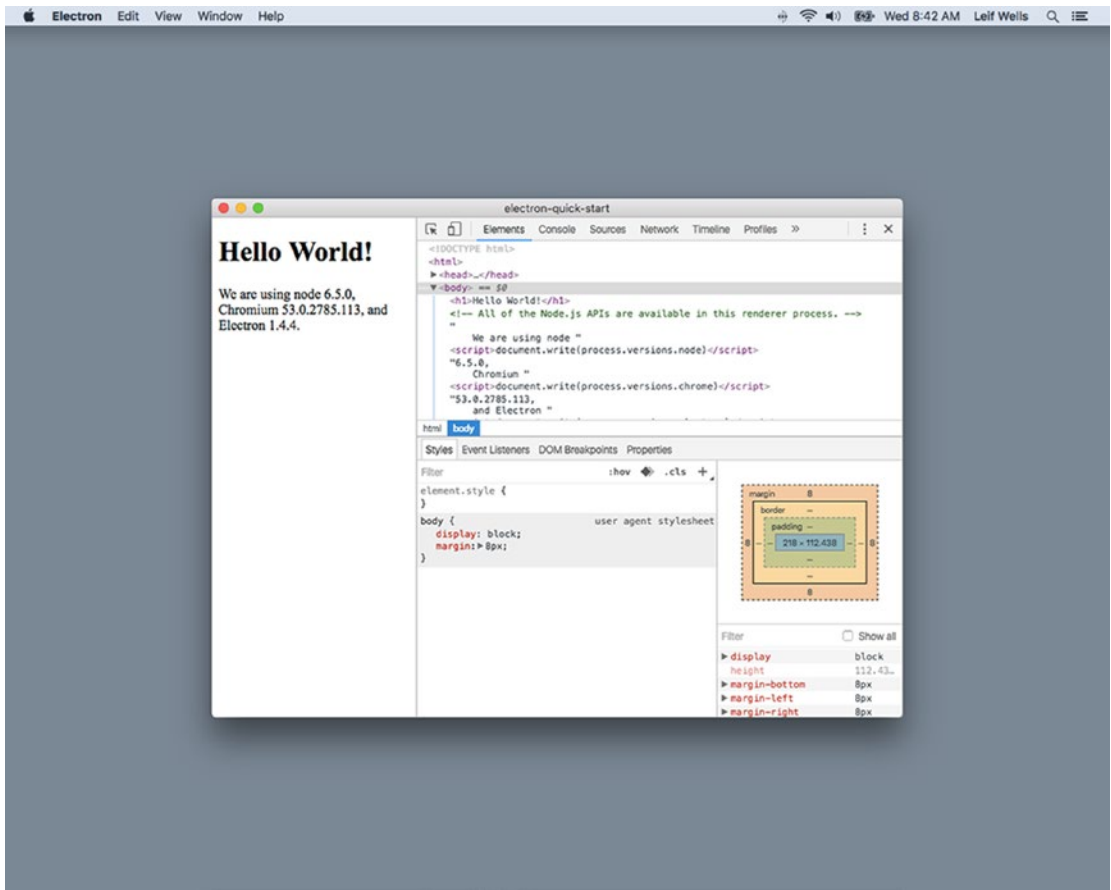 Electron Edit View Window Help Wed 8:42 AM Leif Wells
electron-quick-start
Hello World!
We are using node 6.5.0,
Chromium 53.0.2785.113, and
Electron 1.4.4.
Elements Console Sources Network Timeline Profiles »
<!DOCTYPE html>
<html>
▶<head>…</head>
▼<body> == $0
<h1>Hello World!</h1>
<!-- All of the Node.js APIs are available in this renderer process. -->
"
We are using node "
<script>document.write(process.versions.node)</script>
"6.5.0,
Chromium "
<script>document.write(process.versions.chrome)</script>
"53.0.2785.113,
and Electron "
html body
Styles Event Listeners DOM Breakpoints Properties
Filter :hov .cls +
element.style {
}
body { user agent stylesheet
display: block;
margin:▶8px;
}
margin 8
border –
padding –
8 – – 218 × 112.438 – – 8
–
–
8
Filter Show all
▶display block
height 112.43…
▶margin-bottom 8px
▶margin-left 8px
▶margin-right 8px